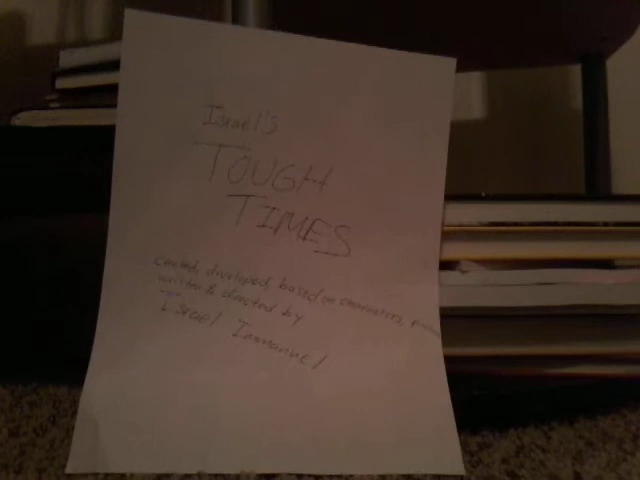 Israel's
TOUGH
TIMES
created, developed, based on characters,
written & directed by
Israel Immanuel